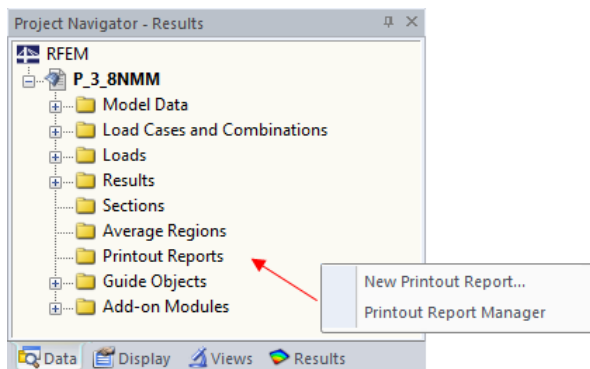 Project Navigator - Results
RFEM
P_3_8NMM
Model Data
Load Cases and Combinations
Loads
Results
Sections
Average Regions
Printout Reports
Guide Objects
Add-on Modules
New Printout Report...
Printout Report Manager
Data Display Views Results